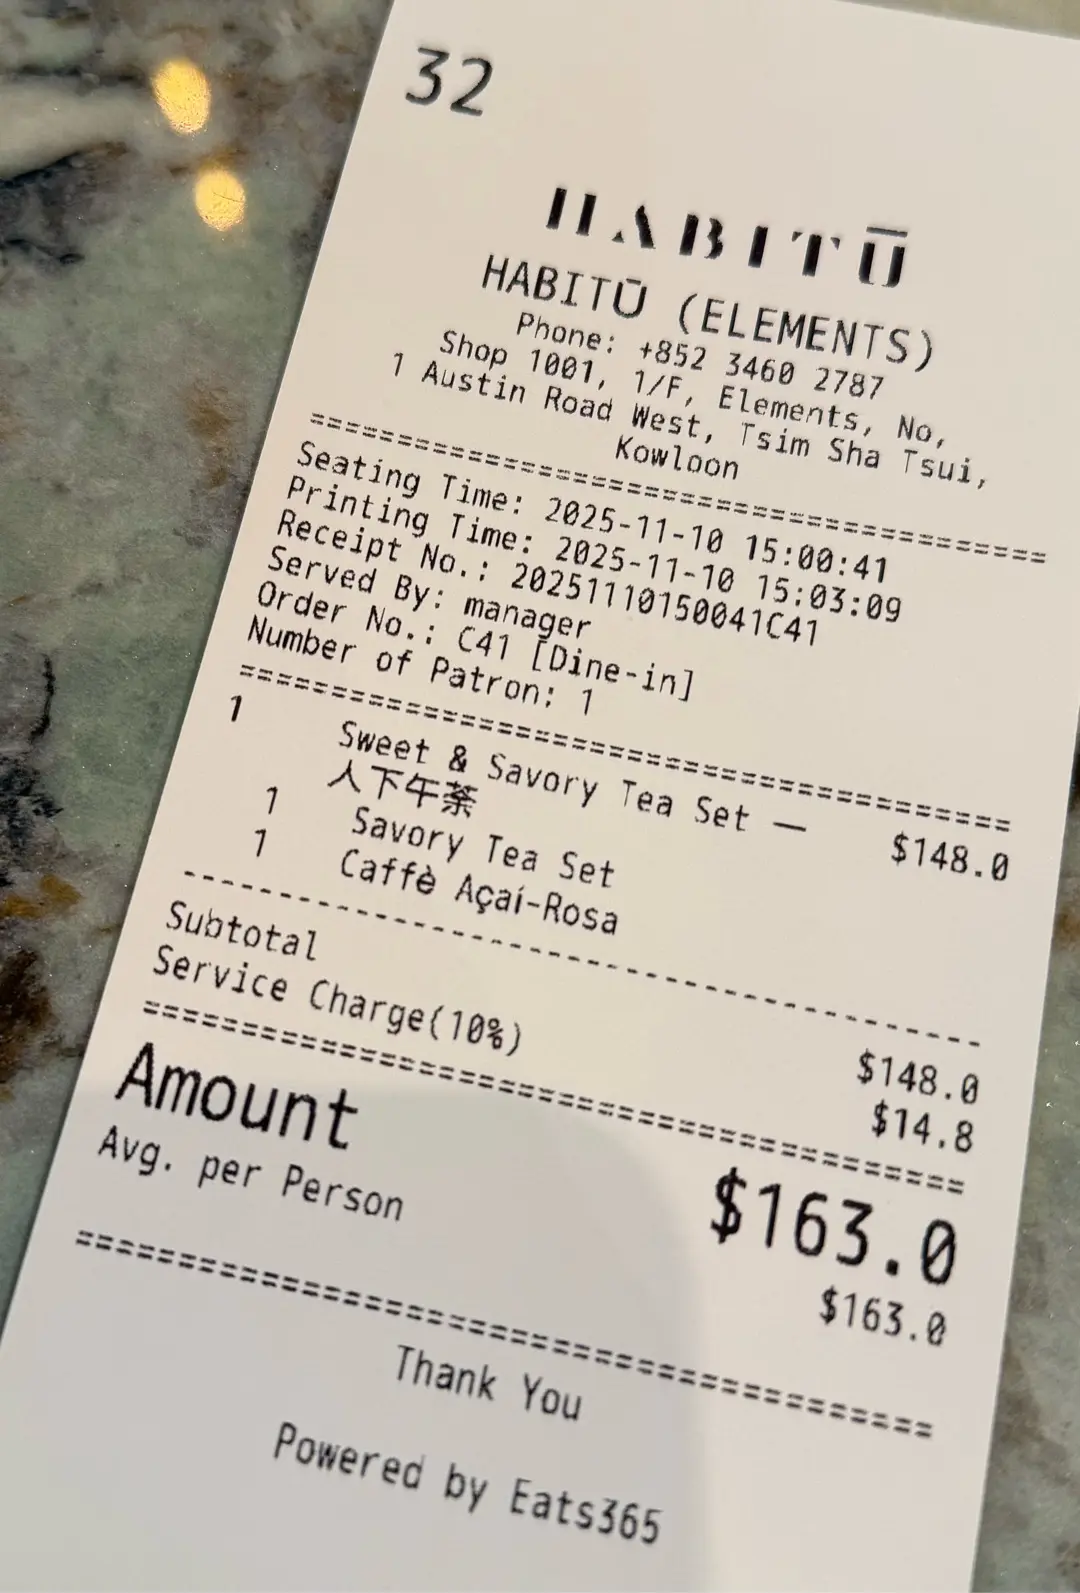 32
HABITŪ
HABITŪ (ELEMENTS)
Phone: +852 3460 2787
Shop 1001, 1/F, Elements, No,
1 Austin Road West, Tsim Sha Tsui,
Kowloon
========================================
Seating Time: 2025-11-10 15:00:41
Printing Time: 2025-11-10 15:03:09
Receipt No.: 20251110150041C41
Served By: manager
Order No.: C41 [Dine-in]
Number of Patron: 1
========================================
1 Sweet & Savory Tea Set 一 $148.0
人下午茶
1 Savory Tea Set
1 Caffè Açaí-Rosa
----------------------------------------
Subtotal $148.0
Service Charge(10%) $14.8
========================================
Amount $163.0
Avg. per Person $163.0
========================================
Thank You
Powered by Eats365